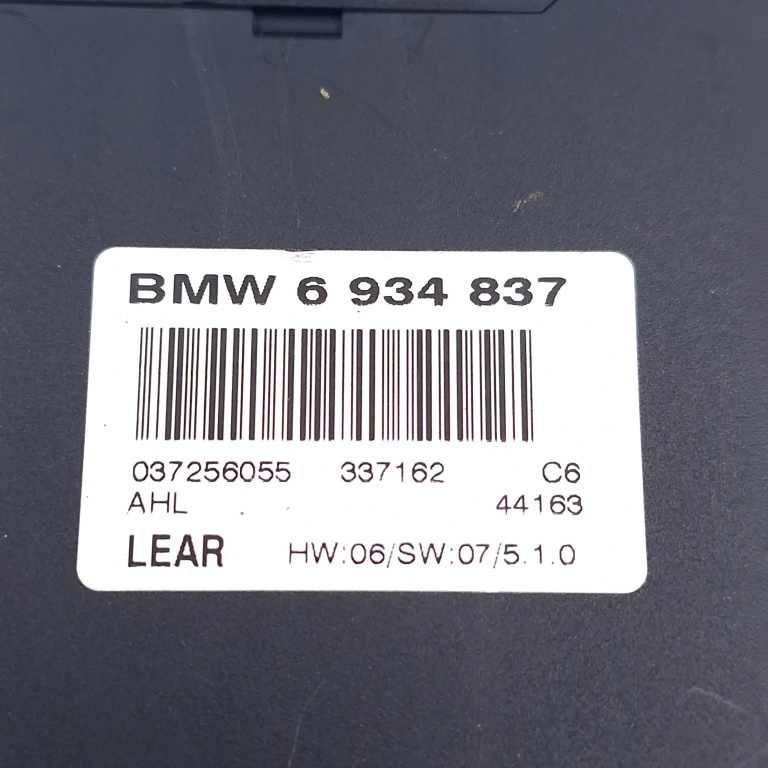 BMW 6 934 837
037256055 337162 C6
AHL 44163
LEAR HW:06/SW:07/5.1.0